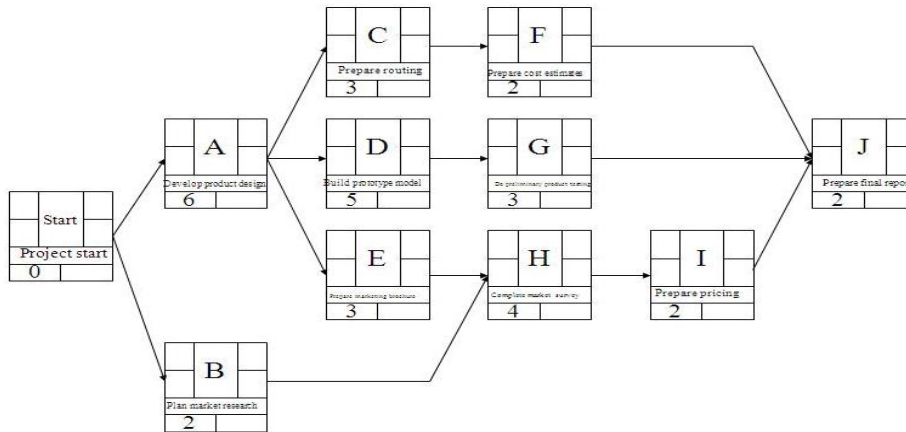 C
Prepare routing
3
F
Prepare cost estimates
2
A
Develop product design
6
D
Build prototype model
5
G
Do preliminary product testing
3
J
Prepare final repo
2
Start
Project start
0
E
Prepare marketing brochure
3
H
Complete market survey
4
I
Prepare pricing
2
B
Plan market research
2